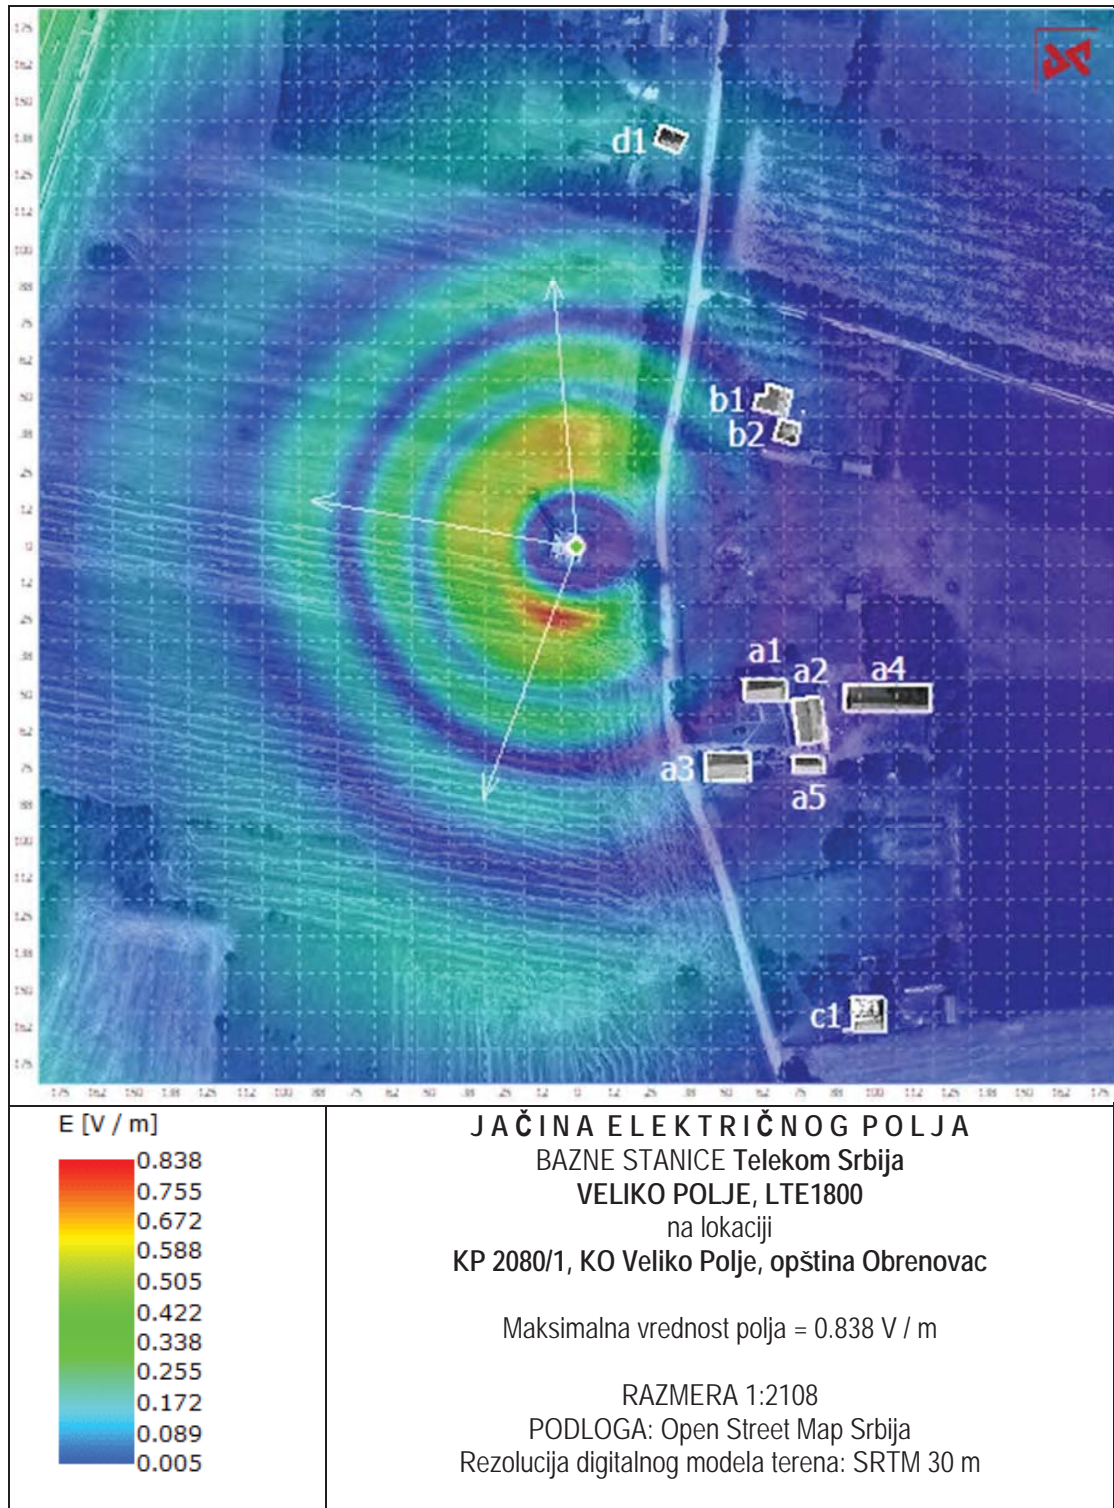 d1
b1
b2
a1
a2
a4
a3
a5
c1
E [V / m]
0.838
0.755
0.672
0.588
0.505
0.422
0.338
0.255
0.172
0.089
0.005
JAČINA ELEKTRIČNOG POLJA
BAZNE STANICE Telekom Srbija
VELIKO POLJE, LTE1800
na lokaciji
KP 2080/1, KO Veliko Polje, opština Obrenovac
Maksimalna vrednost polja = 0.838 V / m
RAZMERA 1:2108
PODLOGA: Open Street Map Srbija
Rezolucija digitalnog modela terena: SRTM 30 m